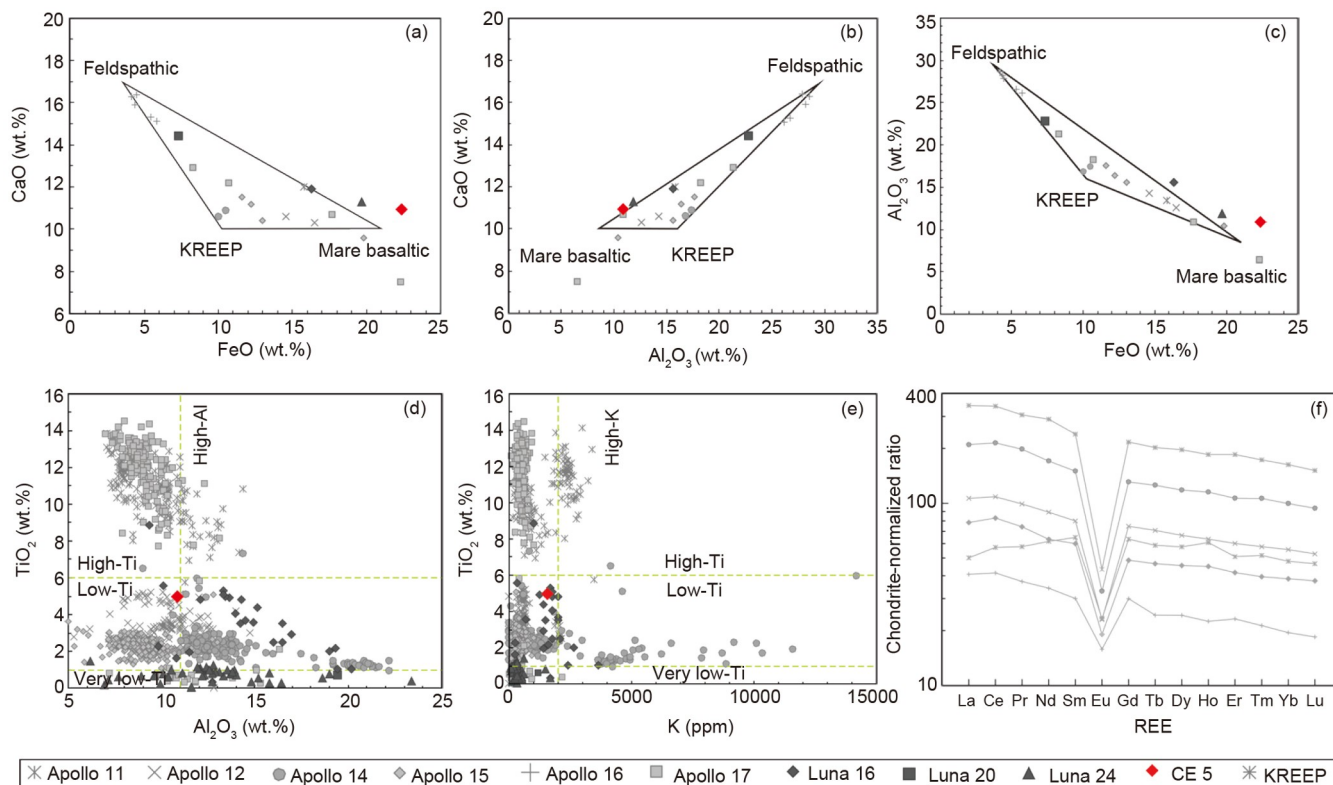 (a)
CaO (wt.%)
20
18
16
14
12
10
8
6
Feldspathic
KREEP
Mare basaltic
0 5 10 15 20 25
FeO (wt.%)
(b)
CaO (wt.%)
20
18
16
14
12
10
8
6
Feldspathic
Mare basaltic
KREEP
0 5 10 15 20 25 30 35
Al2O3 (wt.%)
(c)
Al2O3 (wt.%)
35
30
25
20
15
10
5
0
Feldspathic
KREEP
Mare basaltic
0 5 10 15 20 25
FeO (wt.%)
(d)
TiO2 (wt.%)
16
14
12
10
8
6
4
2
0
High-Al
High-Ti
Low-Ti
Very low-Ti
5 10 15 20 25
Al2O3 (wt.%)
(e)
TiO2 (wt.%)
16
14
12
10
8
6
4
2
0
High-K
High-Ti
Low-Ti
Very low-Ti
0 5000 10000 15000
K (ppm)
(f)
Chondrite-normalized ratio
400
100
10
La Ce Pr Nd Sm Eu Gd Tb Dy Ho Er Tm Yb Lu
REE
Apollo 11 Apollo 12 Apollo 14 Apollo 15 Apollo 16 Apollo 17 Luna 16 Luna 20 Luna 24 CE 5 KREEP